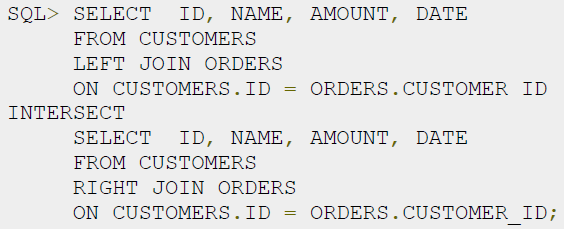 SQL> SELECT  ID, NAME, AMOUNT, DATE
     FROM CUSTOMERS
     LEFT JOIN ORDERS
     ON CUSTOMERS.ID = ORDERS.CUSTOMER ID
INTERSECT
     SELECT  ID, NAME, AMOUNT, DATE
     FROM CUSTOMERS
     RIGHT JOIN ORDERS
     ON CUSTOMERS.ID = ORDERS.CUSTOMER_ID;